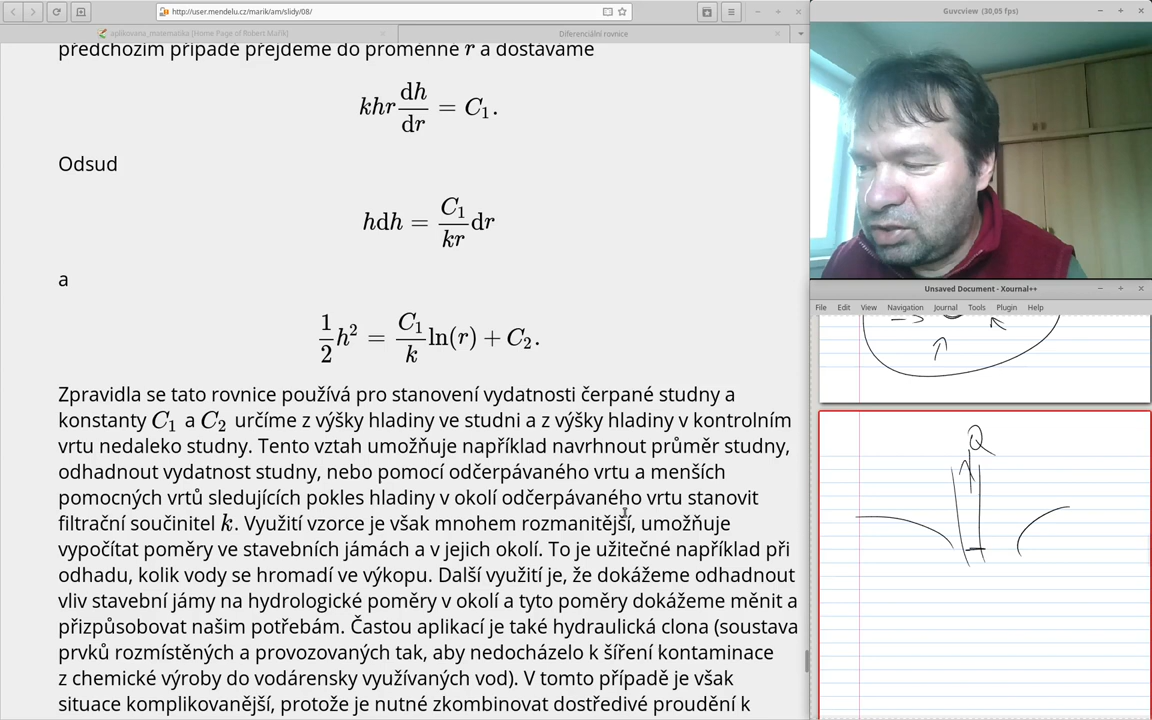 http://user.mendelu.cz/marik/am/slidy/08/
aplikovana_matematika [Home Page of Robert Mařík]
Diferenciální rovnice
předchozím případě přejdeme do proměnné r a dostáváme
khr dh/dr = C₁.
Odsud
hdh = C₁/kr dr
a
1/2 h² = C₁/k ln(r) + C₂.
Zpravidla se tato rovnice používá pro stanovení vydatnosti čerpané studny a
konstanty C₁ a C₂ určíme z výšky hladiny ve studni a z výšky hladiny v kontrolním
vrtu nedaleko studny. Tento vztah umožňuje například navrhnout průměr studny,
odhadnout vydatnost studny, nebo pomocí odčerpávaného vrtu a menších
pomocných vrtů sledujících pokles hladiny v okolí odčerpávaného vrtu stanovit
filtrační součinitel k. Využití vzorce je však mnohem rozmanitější, umožňuje
vypočítat poměry ve stavebních jámách a v jejich okolí. To je užitečné například při
odhadu, kolik vody se hromadí ve výkopu. Další využití je, že dokážeme odhadnout
vliv stavební jámy na hydrologické poměry v okolí a tyto poměry dokážeme měnit a
přizpůsobovat našim potřebám. Častou aplikací je také hydraulická clona (soustava
prvků rozmístěných a provozovaných tak, aby nedocházelo k šíření kontaminace
z chemické výroby do vodárensky využívaných vod). V tomto případě je však
situace komplikovanější, protože je nutné zkombinovat dostředivé proudění k
Guvcview (30,05 fps)
Unsaved Document - Xournal++
File Edit View Navigation Journal Tools Plugin Help
Q